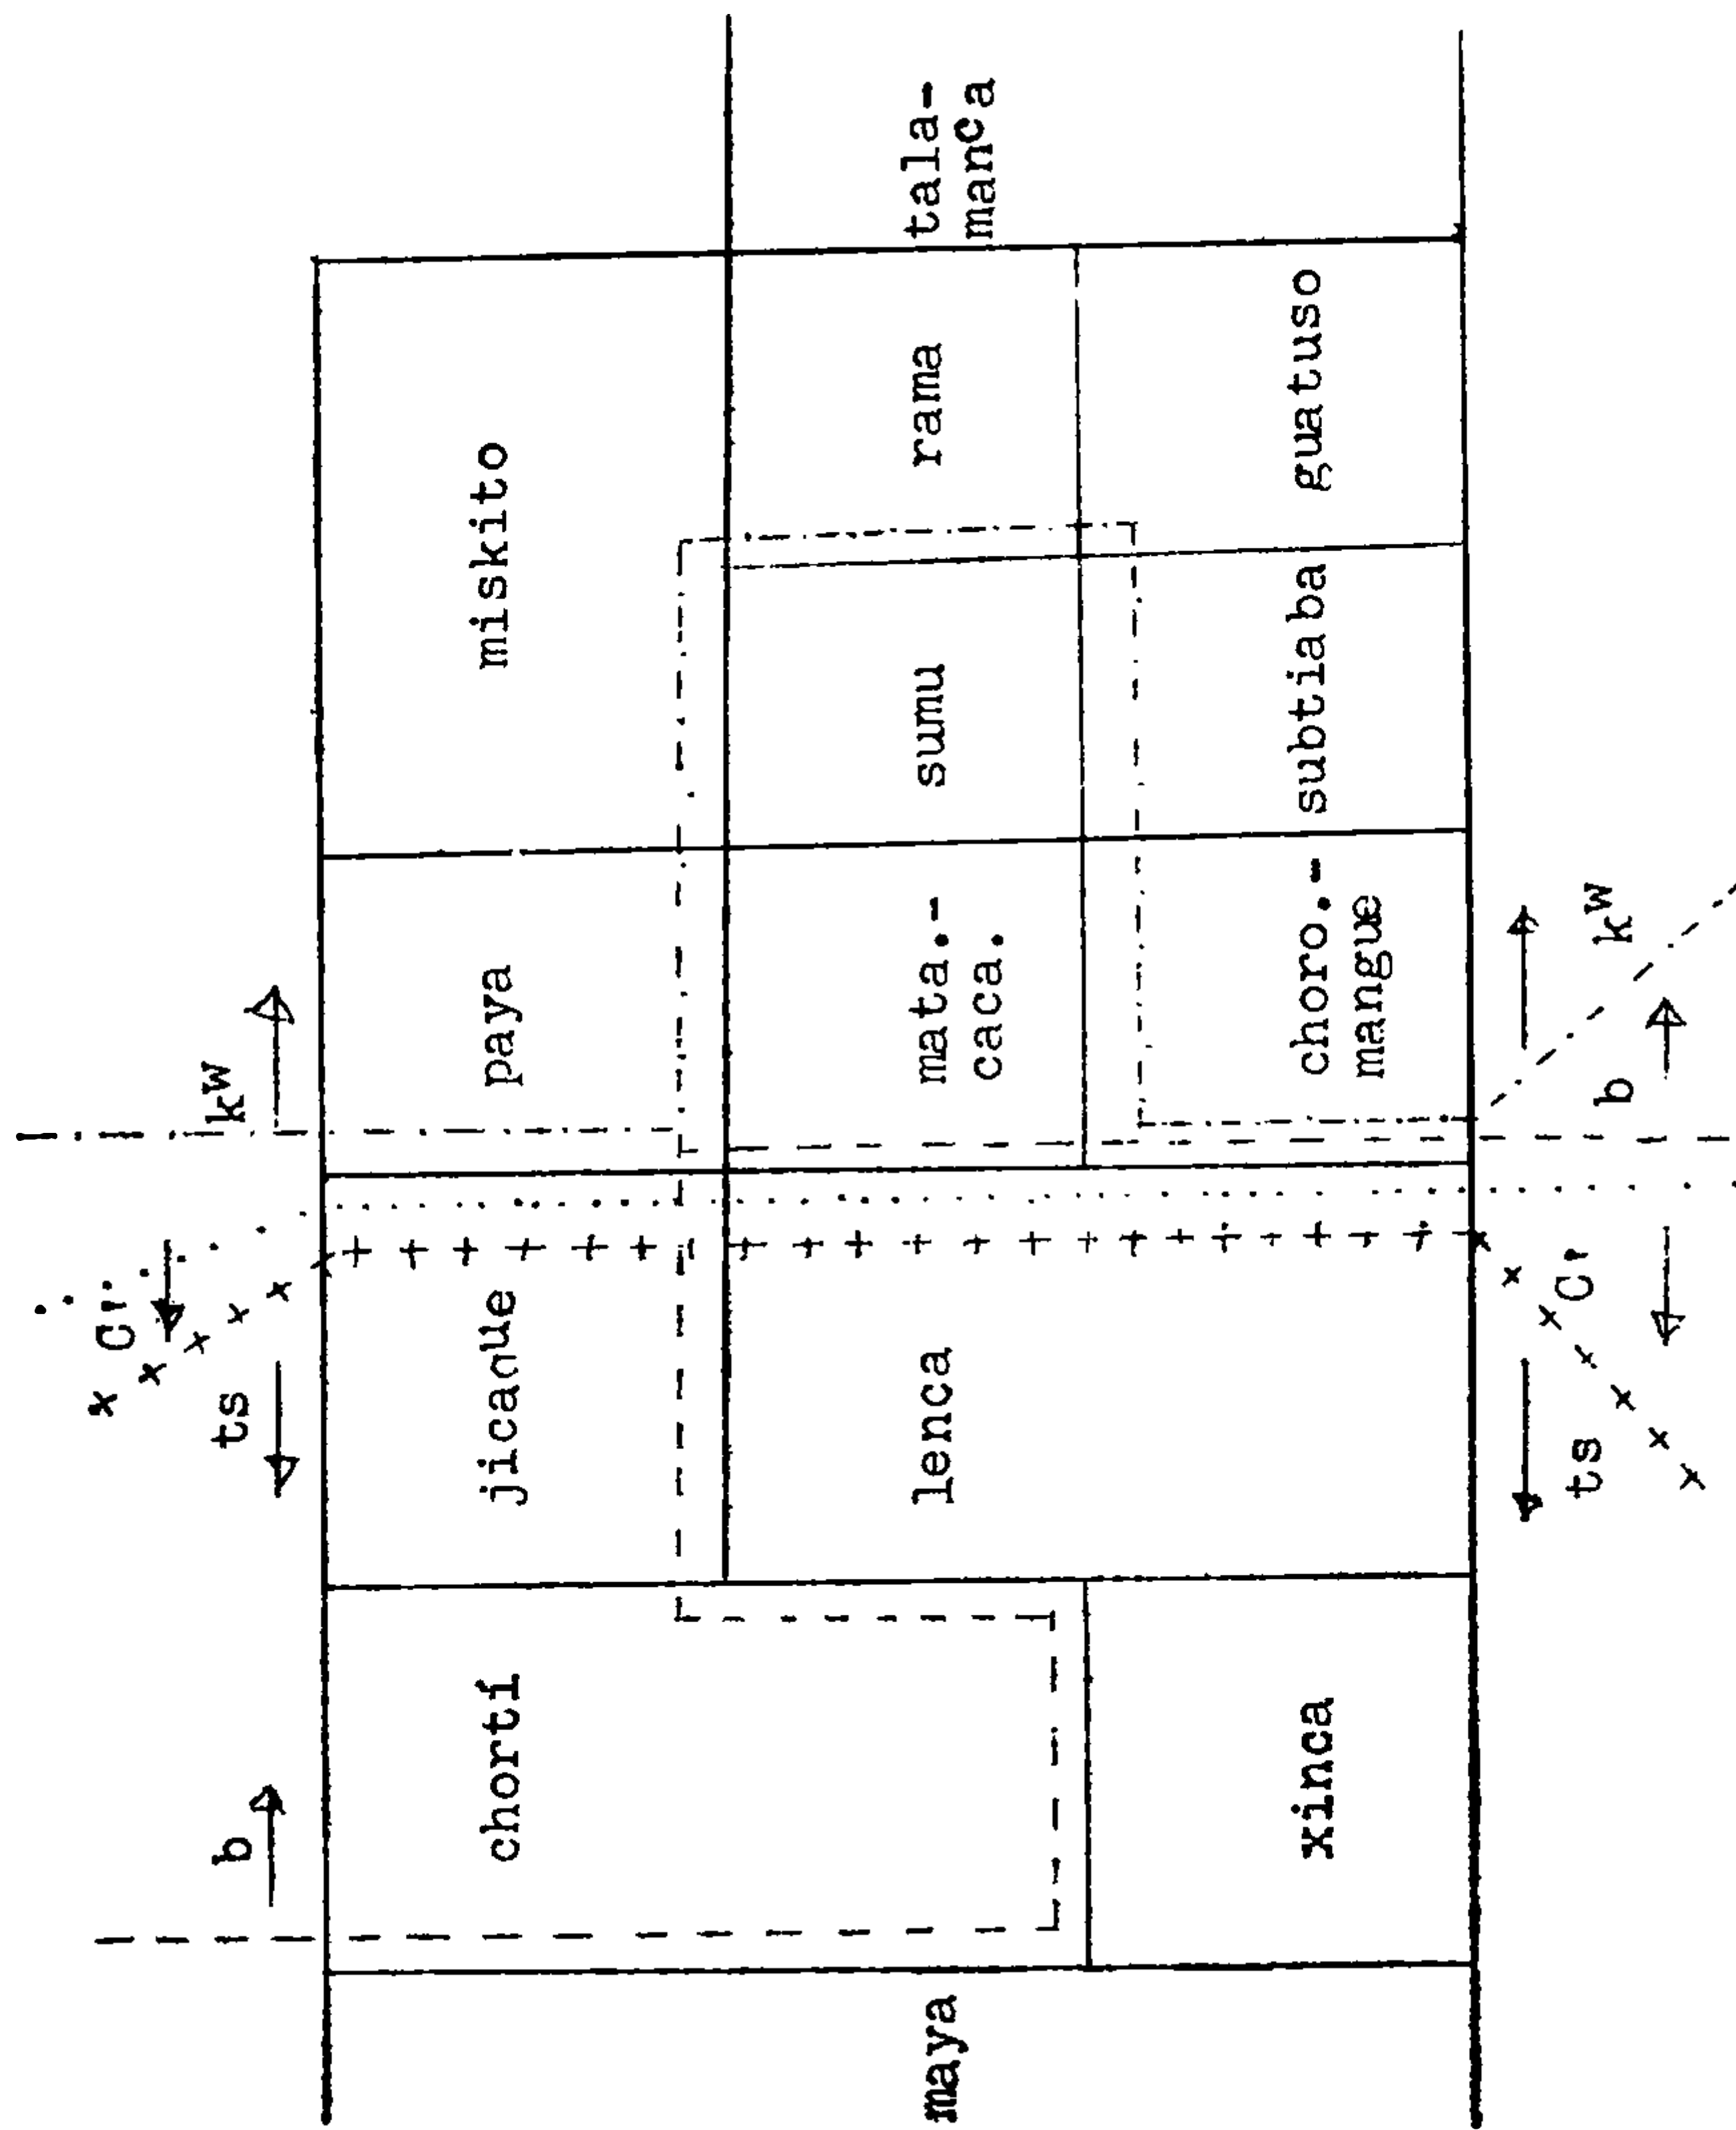 b
ts
C'
kʷ
chortí
jicaque
paya
miskito
maya
lenca
mata.-
caca.
sumu
rama
tala-
manca
xinca
choro.-
mangue
subtiaba
guatuso
ts
C'
b
kʷ